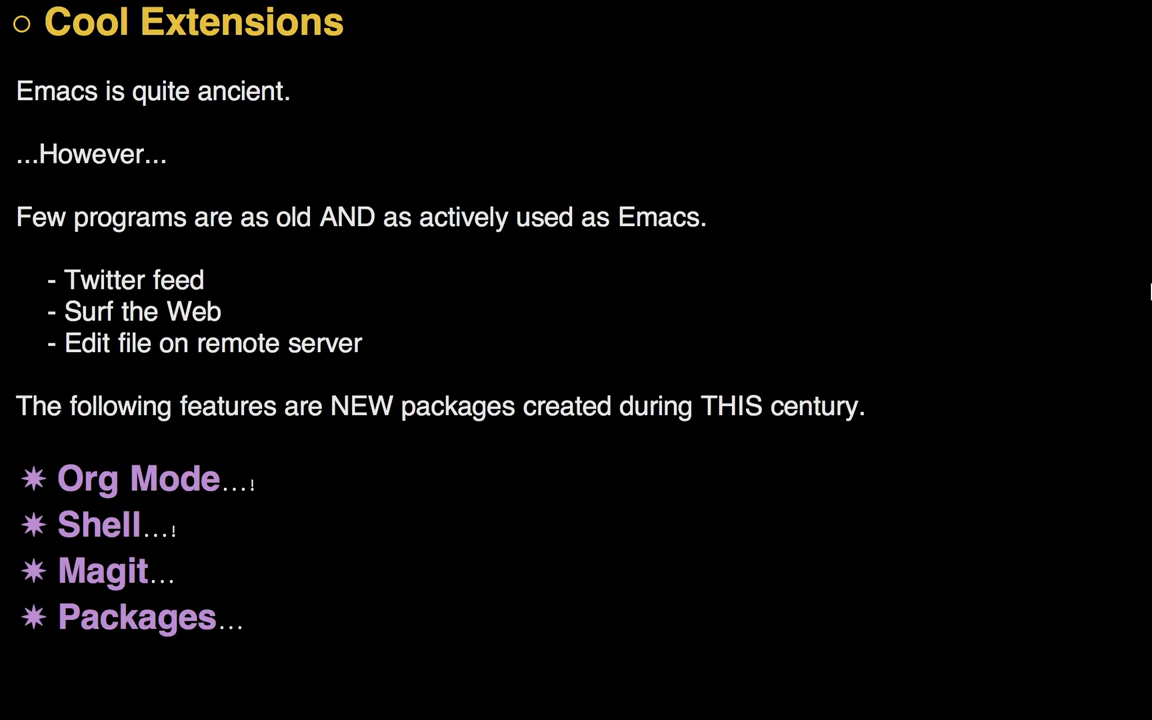 ○ Cool Extensions
Emacs is quite ancient.
...However...
Few programs are as old AND as actively used as Emacs.
- Twitter feed
- Surf the Web
- Edit file on remote server
The following features are NEW packages created during THIS century.
✷ Org Mode...!
✷ Shell...!
✷ Magit...
✷ Packages...